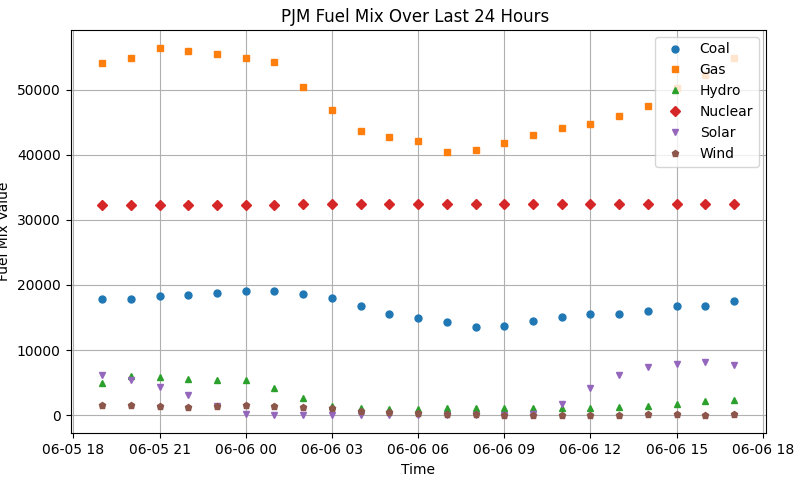 PJM Fuel Mix Over Last 24 Hours
Fuel Mix Value
50000
40000
30000
20000
10000
0
Coal
Gas
Hydro
Nuclear
Solar
Wind
06-05 18 06-05 21 06-06 00 06-06 03 06-06 06 06-06 09 06-06 12 06-06 15 06-06 18
Time